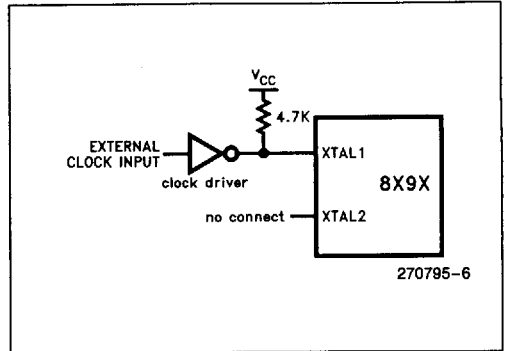 VCC
4.7K
EXTERNAL
CLOCK INPUT
clock driver
XTAL1
8X9X
no connect
XTAL2
270795-6